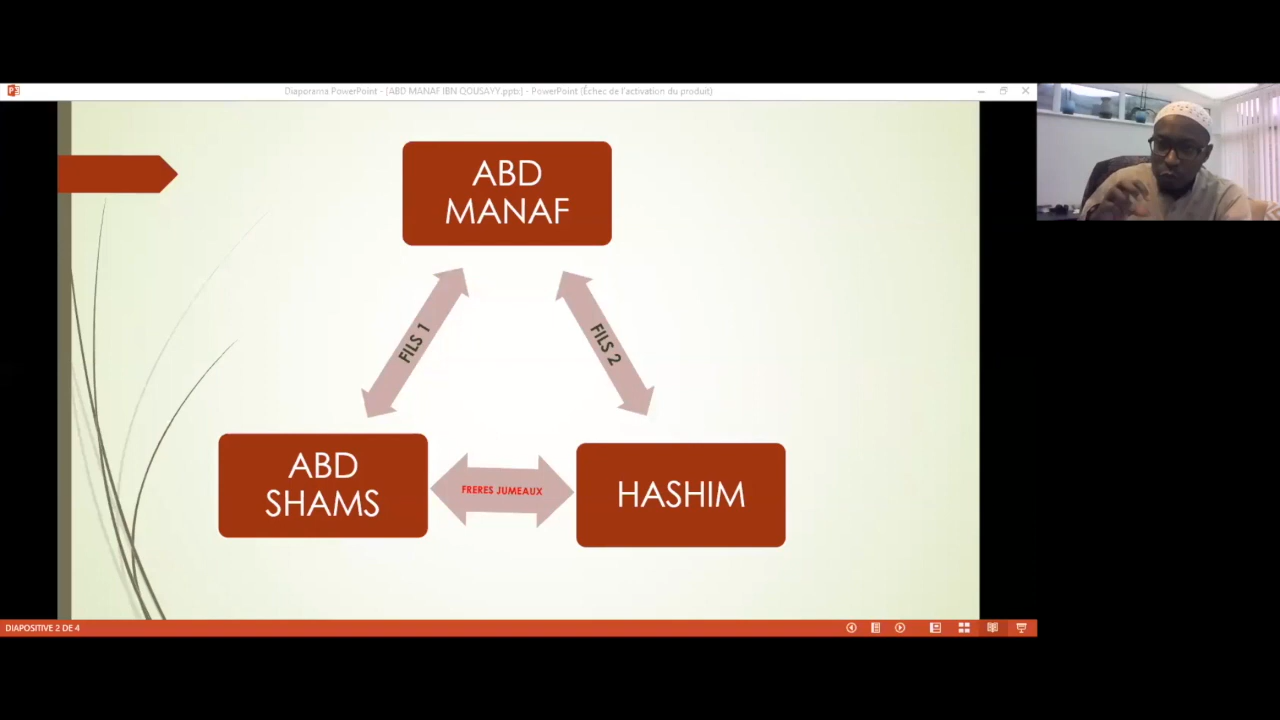 Diaporama PowerPoint - [ABD MANAF IBN QOUSAYY.pptx] - PowerPoint (Échec de l'activation du produit)
ABD
MANAF
FILS 1
FILS 2
ABD
SHAMS
FRERES JUMEAUX
HASHIM
DIAPOSITIVE 2 DE 4